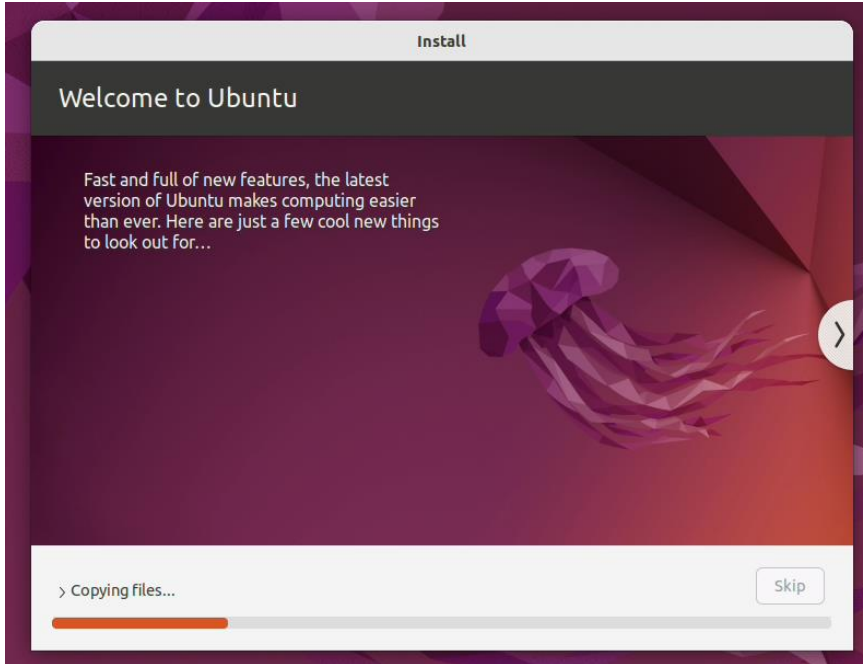 Install
Welcome to Ubuntu
Fast and full of new features, the latest
version of Ubuntu makes computing easier
than ever. Here are just a few cool new things
to look out for…
Copying files...
Skip